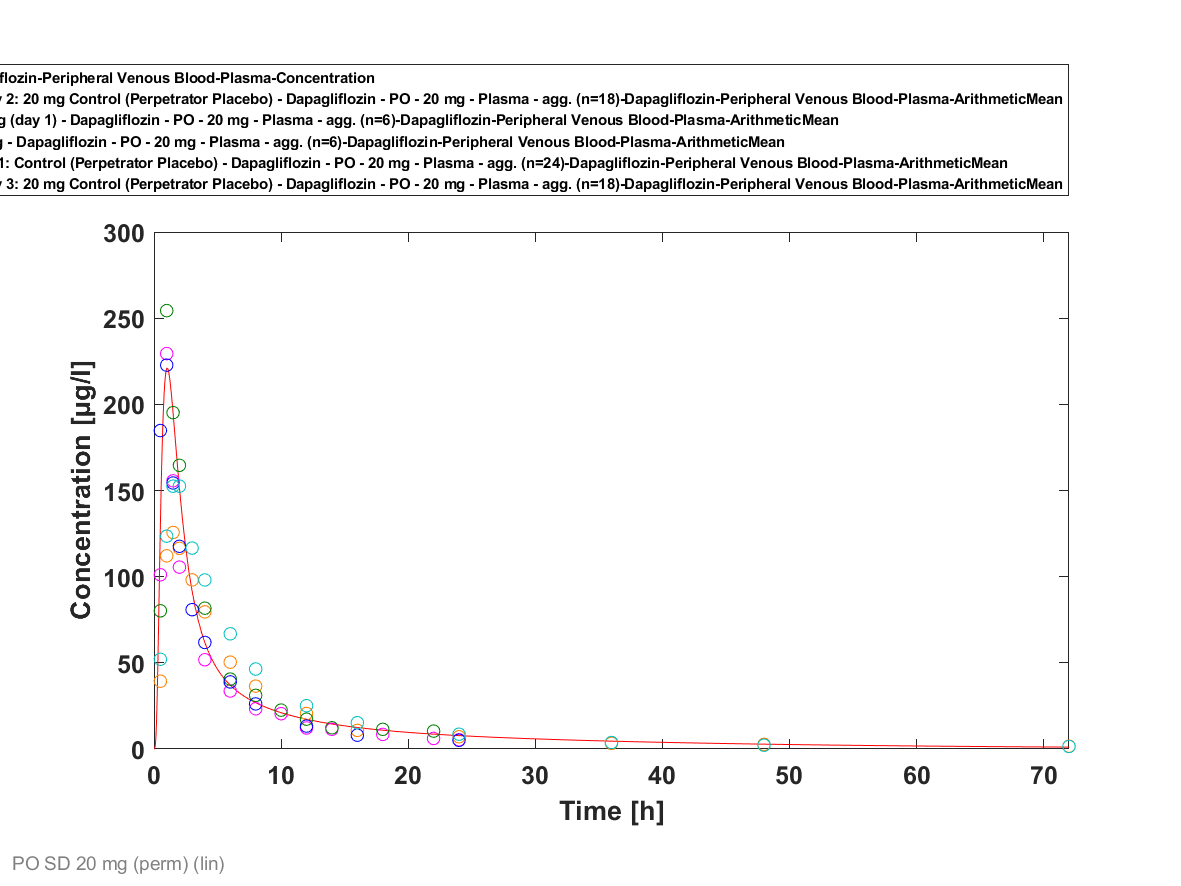 flozin-Peripheral Venous Blood-Plasma-Concentration
2: 20 mg Control (Perpetrator Placebo) - Dapagliflozin - PO - 20 mg - Plasma - agg. (n=18)-Dapagliflozin-Peripheral Venous Blood-Plasma-ArithmeticMean
g (day 1) - Dapagliflozin - PO - 20 mg - Plasma - agg. (n=6)-Dapagliflozin-Peripheral Venous Blood-Plasma-ArithmeticMean
- Dapagliflozin - PO - 20 mg - Plasma - agg. (n=6)-Dapagliflozin-Peripheral Venous Blood-Plasma-ArithmeticMean
1: Control (Perpetrator Placebo) - Dapagliflozin - PO - 20 mg - Plasma - agg. (n=24)-Dapagliflozin-Peripheral Venous Blood-Plasma-ArithmeticMean
3: 20 mg Control (Perpetrator Placebo) - Dapagliflozin - PO - 20 mg - Plasma - agg. (n=18)-Dapagliflozin-Peripheral Venous Blood-Plasma-ArithmeticMean
300
250
200
150
100
50
0
Concentration [µg/l]
0 10 20 30 40 50 60 70
Time [h]
PO SD 20 mg (perm) (lin)